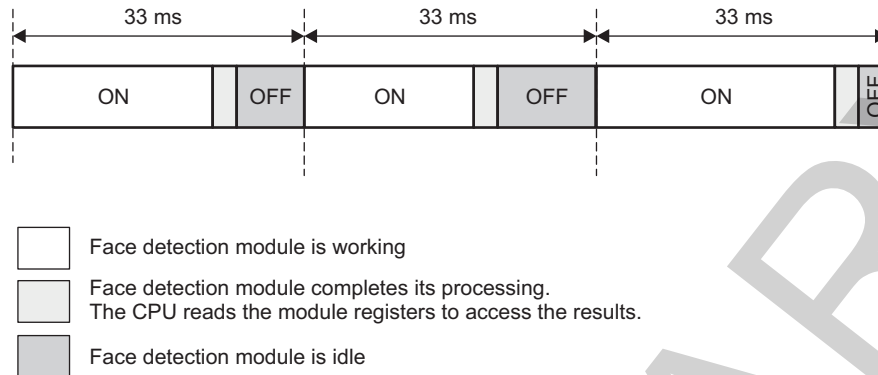 33 ms 33 ms 33 ms
ON OFF ON OFF ON OFF
Face detection module is working
Face detection module completes its processing.
The CPU reads the module registers to access the results.
Face detection module is idle